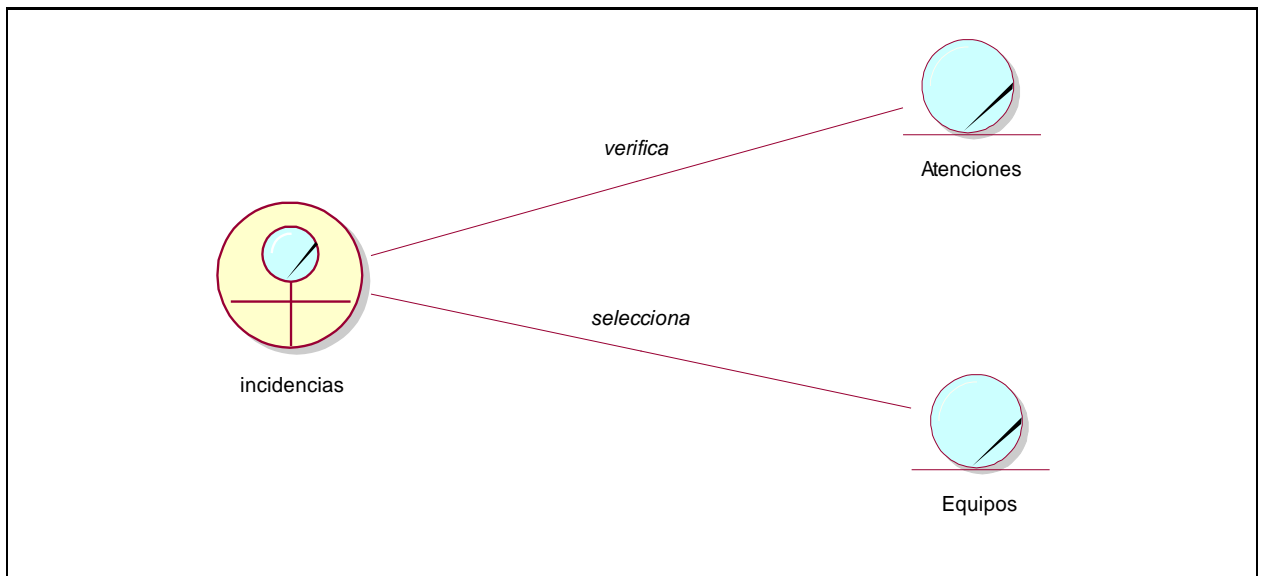 verifica
Atenciones
selecciona
incidencias
Equipos